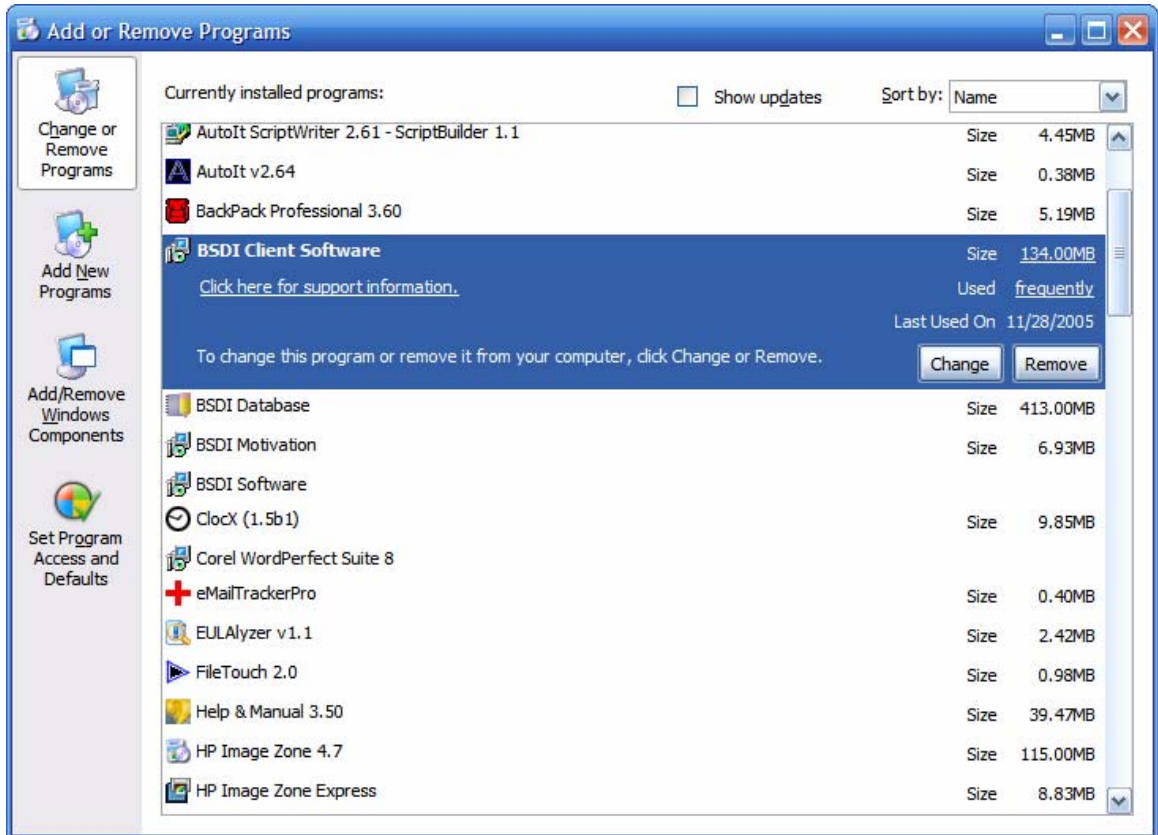 Add or Remove Programs
Change or
Remove
Programs
Add New
Programs
Add/Remove
Windows
Components
Set Program
Access and
Defaults
Currently installed programs: Show updates Sort by: Name
AutoIt ScriptWriter 2.61 - ScriptBuilder 1.1 Size 4.45MB
AutoIt v2.64 Size 0.38MB
BackPack Professional 3.60 Size 5.19MB
BSDI Client Software Size 134.00MB
Click here for support information. Used frequently
Last Used On 11/28/2005
To change this program or remove it from your computer, click Change or Remove. Change Remove
BSDI Database Size 413.00MB
BSDI Motivation Size 6.93MB
BSDI Software
ClocX (1.5b1) Size 9.85MB
Corel WordPerfect Suite 8
eMailTrackerPro Size 0.40MB
EULAlyzer v1.1 Size 2.42MB
FileTouch 2.0 Size 0.98MB
Help & Manual 3.50 Size 39.47MB
HP Image Zone 4.7 Size 115.00MB
HP Image Zone Express Size 8.83MB